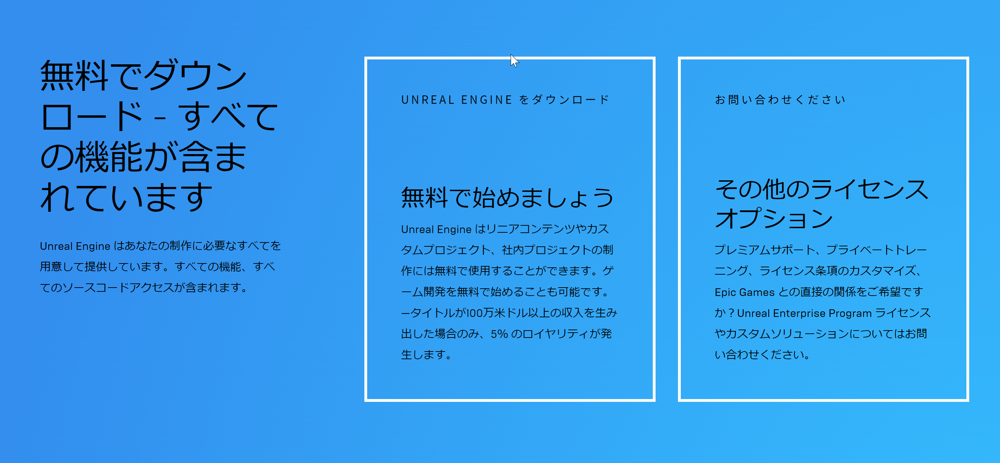 無料でダウン
ロード - すべて
の機能が含ま
れています
Unreal Engine はあなたの制作に必要なすべてを
用意して提供しています。すべての機能、すべ
てのソースコードアクセスが含まれます。
UNREAL ENGINE をダウンロード
無料で始めましょう
Unreal Engine はリニアコンテンツやカス
タムプロジェクト、社内プロジェクトの制
作には無料で使用することができます。ゲ
ーム開発を無料で始めることも可能です。
–タイトルが100万米ドル以上の収入を生み
出した場合のみ、5% のロイヤリティが発
生します。
お問い合わせください
その他のライセンス
オプション
プレミアムサポート、プライベートトレー
ニング、ライセンス条項のカスタマイズ、
Epic Games との直接の関係をご希望です
か？Unreal Enterprise Program ライセンス
やカスタムソリューションについてはお問
い合わせください。